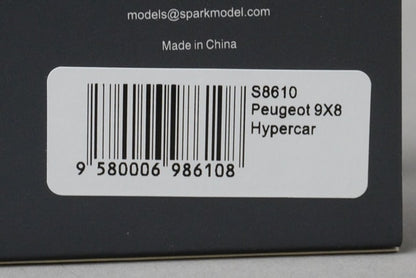 models@sparkmodel.com
Made in China
S8610
Peugeot 9X8
Hypercar
9 580006 986108